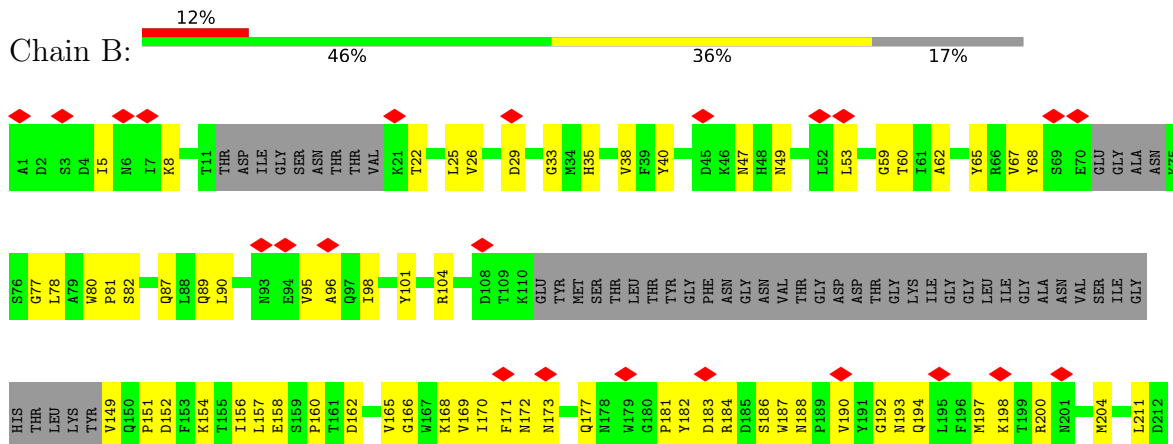 12%
Chain B:
46% 36% 17%
A1 D2 S3 D4 I5 N6 I7 K8 T11 THR ASP ILE GLY SER ASN THR THR VAL K21 T22 L25 V26 D29 G33 M34 H35 V38 F39 Y40 D45 K46 N47 H48 N49 L52 L53 G59 T60 I61 A62 Y65 R66 V67 Y68 S69 E70 GLU GLY ALA ASN K75
S76 G77 L78 A79 W80 P81 S82 Q87 L88 Q89 L90 N93 E94 V95 A96 Q97 I98 Y101 R104 D108 T109 K110 GLU TYR MET SER THR LEU THR TYR GLY PHE ASN GLY ASN VAL THR GLY ASP ASP THR GLY LYS ILE GLY GLY LEU ILE GLY ALA ASN VAL SER ILE GLY
HIS THR LEU LYS TYR V149 Q150 P151 D152 F153 K154 T155 I156 L157 E158 S159 P160 T161 D162 V165 G166 W167 K168 V169 I170 F171 N172 N173 Q177 N178 W179 G180 P181 Y182 D183 R184 D185 S186 W187 N188 P189 V190 Y191 G192 N193 Q194 L195 F196 M197 K198 T199 R200 N201 M204 L211 D212